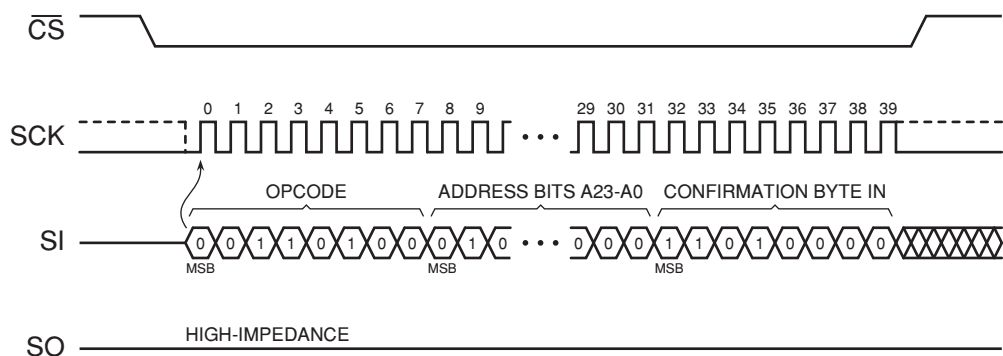 CS
SCK
0 1 2 3 4 5 6 7 8 9 29 30 31 32 33 34 35 36 37 38 39
OPCODE ADDRESS BITS A23-A0 CONFIRMATION BYTE IN
SI
0 0 1 1 0 1 0 0 0 1 0 0 0 0 1 1 0 1 0 0 0 0
MSB MSB MSB
HIGH-IMPEDANCE
SO